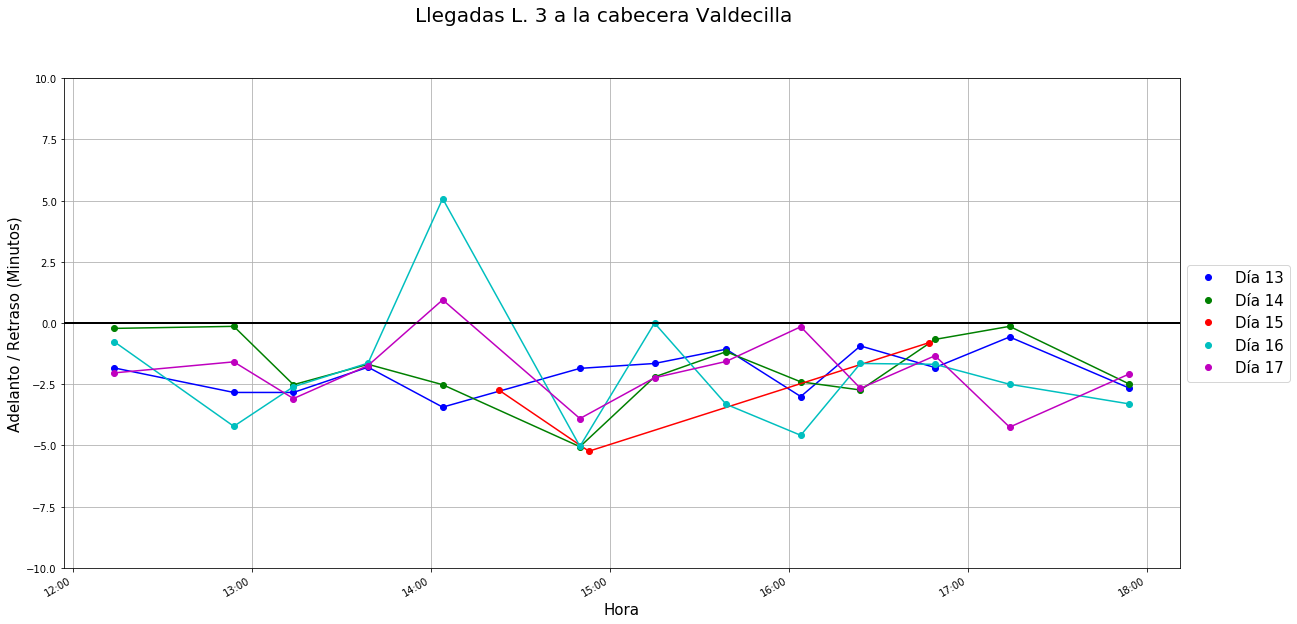 Llegadas L. 3 a la cabecera Valdecilla
Adelanto / Retraso (Minutos)
10.0
7.5
5.0
2.5
0.0
−2.5
−5.0
−7.5
−10.0
12:00
13:00
14:00
15:00
16:00
17:00
18:00
Hora
Día 13
Día 14
Día 15
Día 16
Día 17